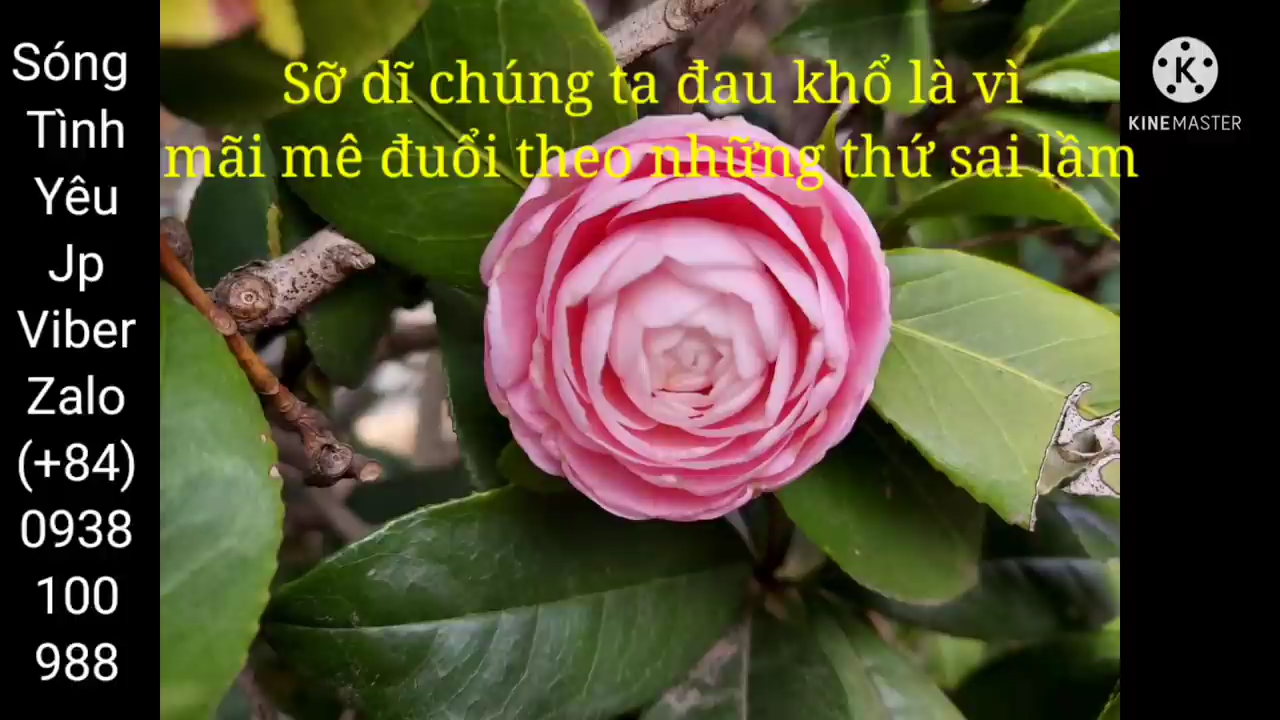 Sóng
Tình
Yêu
Jp
Viber
Zalo
(+84)
0938
100
988
Sỡ dĩ chúng ta đau khổ là vì
mãi mê đuổi theo những thứ sai lầm
K
KINEMASTER